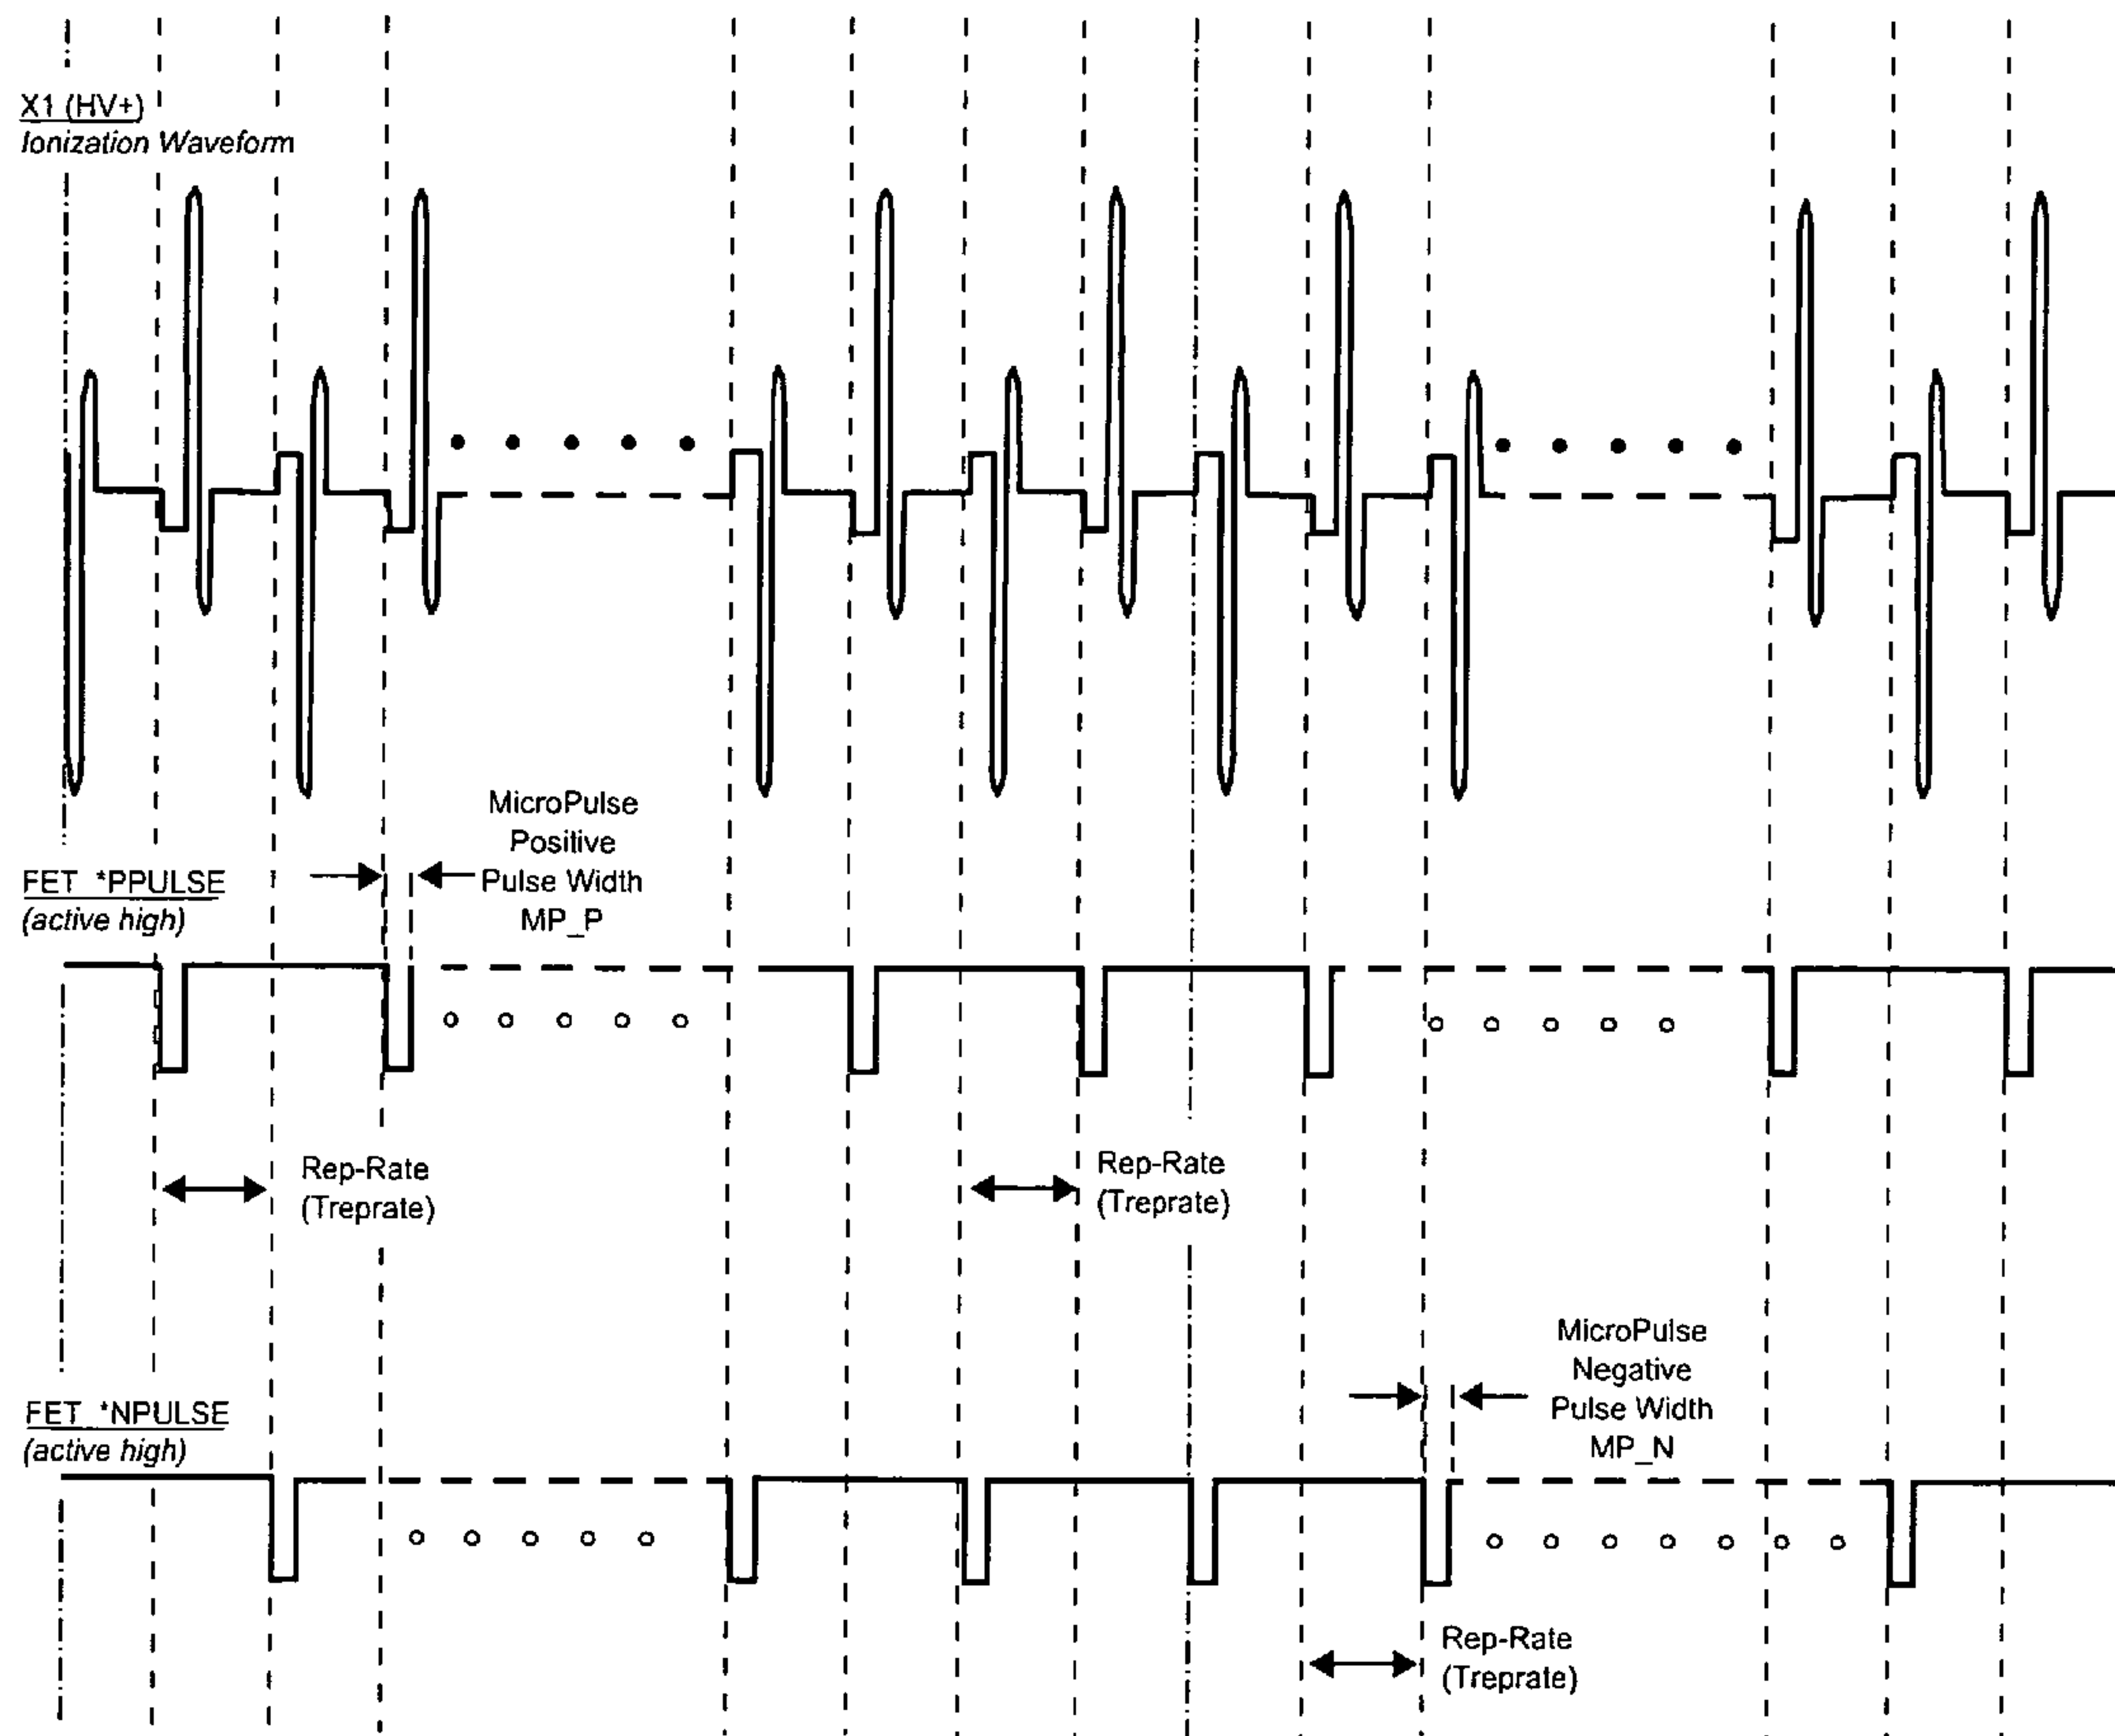 X1 (HV+)
Ionization Waveform
MicroPulse
Positive
Pulse Width
MP_P
FET *PPULSE
(active high)
Rep-Rate
(Treprate)
Rep-Rate
(Treprate)
MicroPulse
Negative
Pulse Width
MP_N
FET *NPULSE
(active high)
Rep-Rate
(Treprate)